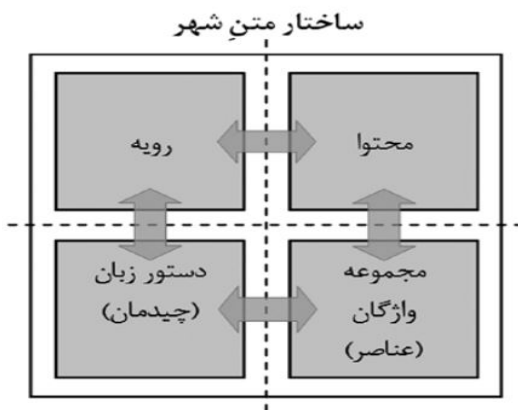 ساختار متنِ شهر
محتوا
رویه
مجموعه
واژگان
(عناصر)
دستور زبان
(چیدمان)